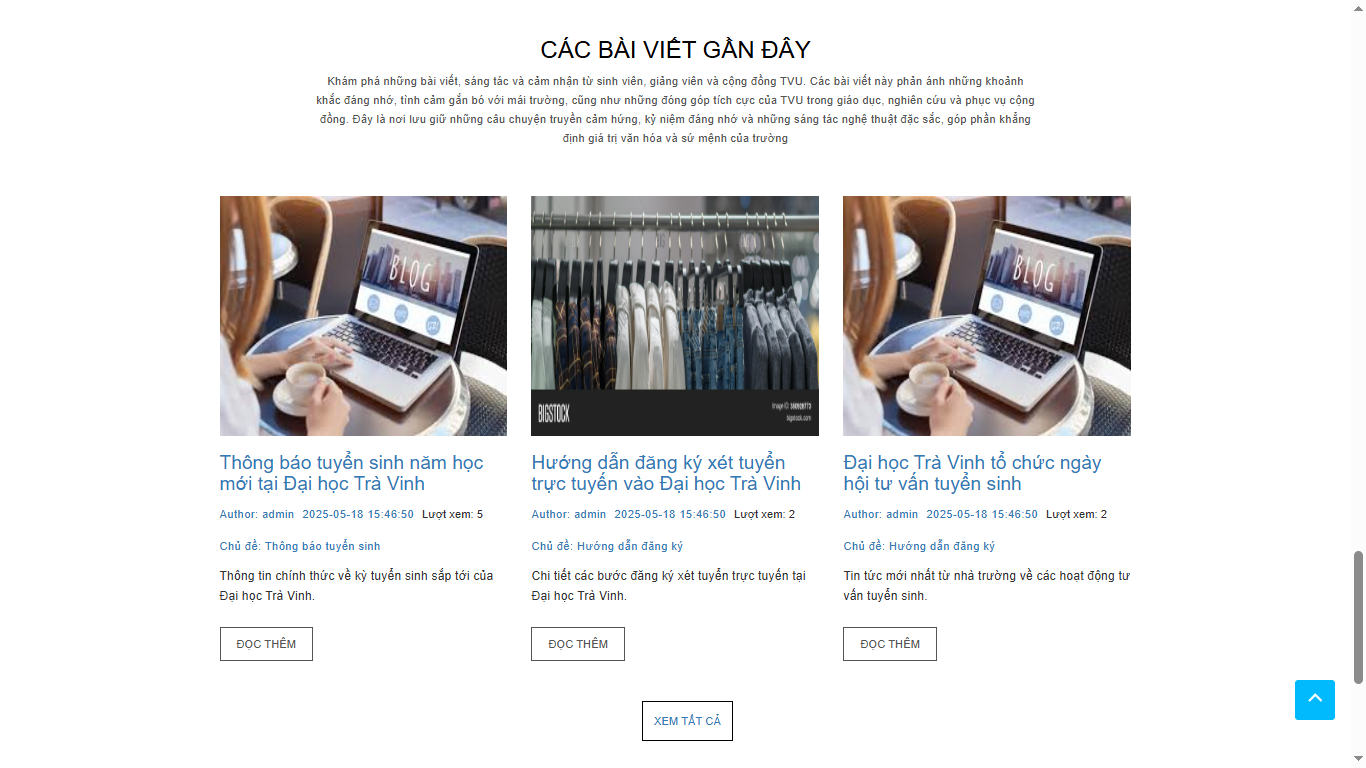 CÁC BÀI VIẾT GẦN ĐÂY
Khám phá những bài viết, sáng tác và cảm nhận từ sinh viên, giảng viên và cộng đồng TVU. Các bài viết này phản ánh những khoảnh
khắc đáng nhớ, tình cảm gắn bó với mái trường, cũng như những đóng góp tích cực của TVU trong giáo dục, nghiên cứu và phục vụ cộng
đồng. Đây là nơi lưu giữ những câu chuyện truyền cảm hứng, kỷ niệm đáng nhớ và những sáng tác nghệ thuật đặc sắc, góp phần khẳng
định giá trị văn hóa và sứ mệnh của trường
BLOG
BIGSTOCK
Image ID: 350928773
bigstock.com
BLOG
Thông báo tuyển sinh năm học
mới tại Đại học Trà Vinh
Author: admin 2025-05-18 15:46:50 Lượt xem: 5
Chủ đề: Thông báo tuyển sinh
Thông tin chính thức về kỳ tuyển sinh sắp tới của
Đại học Trà Vinh.
ĐỌC THÊM
Hướng dẫn đăng ký xét tuyển
trực tuyến vào Đại học Trà Vinh
Author: admin 2025-05-18 15:46:50 Lượt xem: 2
Chủ đề: Hướng dẫn đăng ký
Chi tiết các bước đăng ký xét tuyển trực tuyến tại
Đại học Trà Vinh.
ĐỌC THÊM
Đại học Trà Vinh tổ chức ngày
hội tư vấn tuyển sinh
Author: admin 2025-05-18 15:46:50 Lượt xem: 2
Chủ đề: Hướng dẫn đăng ký
Tin tức mới nhất từ nhà trường về các hoạt động tư
vấn tuyển sinh.
ĐỌC THÊM
XEM TẤT CẢ